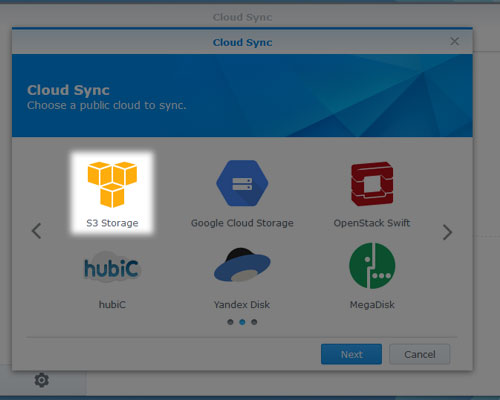 Cloud Sync
Cloud Sync
Cloud Sync
Choose a public cloud to sync.
S3 Storage
Google Cloud Storage
OpenStack Swift
hubiC
hubiC
Yandex Disk
MegaDisk
Next
Cancel